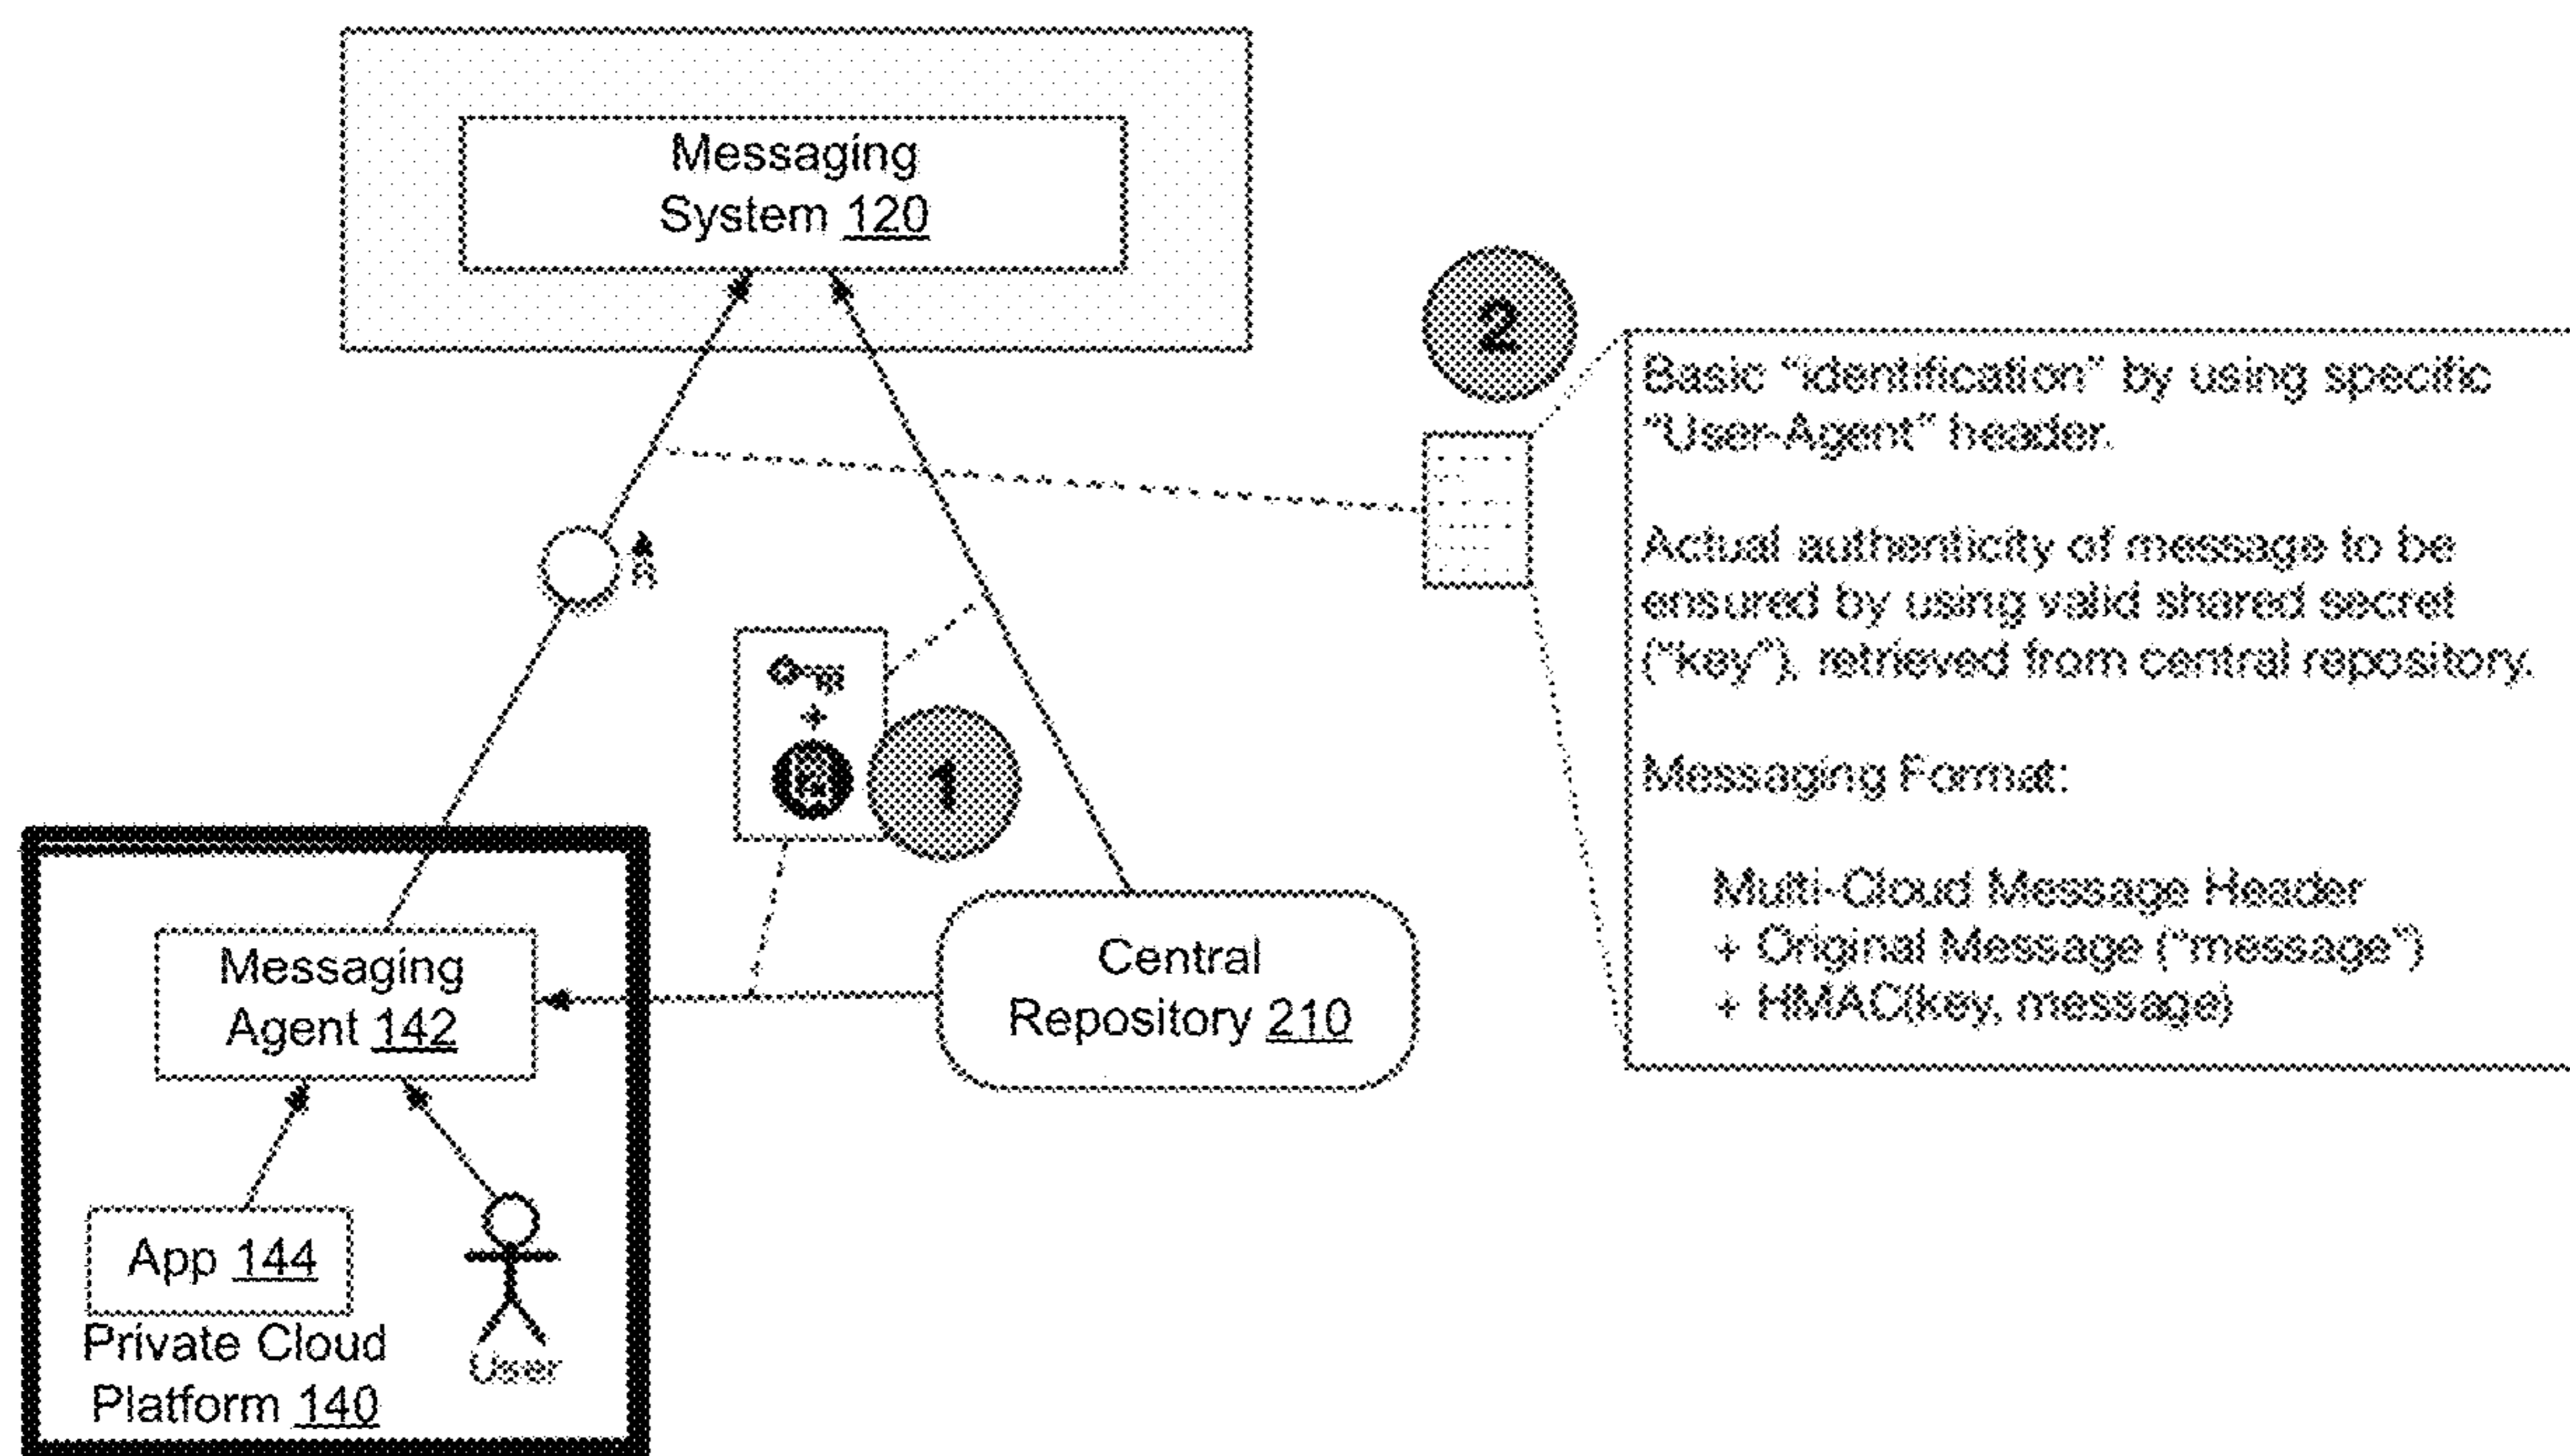 Messaging
System 120
2
Basic "identification" by using specific
"User-Agent" header.
Actual authenticity of message to be
ensured by using valid shared secret
("key"), retrieved from central repository.
Messaging Format:
Multi-Cloud Message Header
+ Original Message ("message")
+ HMAC(key, message)
R
+
1
Messaging
Agent 142
Central
Repository 210
App 144
User
Private Cloud
Platform 140